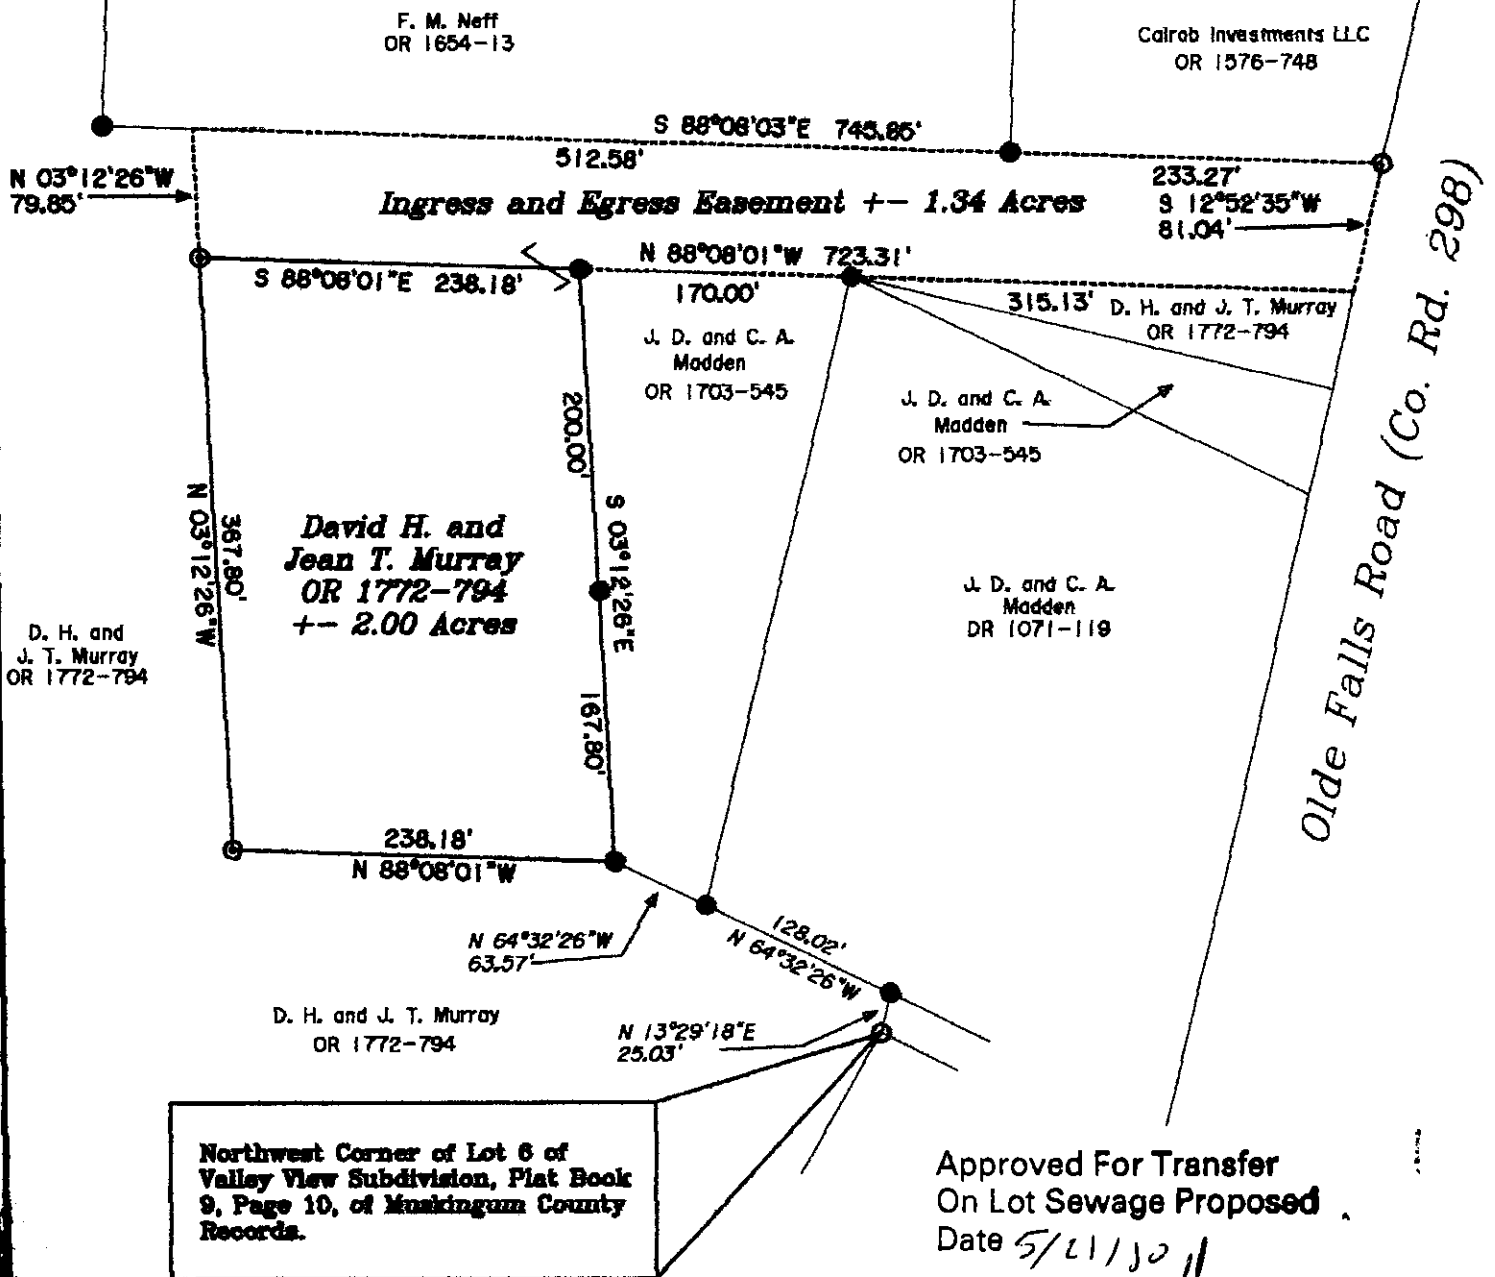 F. M. Neff
OR 1654-13
Calrob Investments LLC
OR 1576-748
S 88°08'03"E 745.85'
512.58'
N 03°12'26"W
79.85'
233.27'
S 12°52'35"W
81.04'
Ingress and Egress Easement +- 1.34 Acres
N 88°08'01"W 723.31'
S 88°08'01"E 238.18'
170.00'
315.13'
D. H. and J. T. Murray
OR 1772-794
J. D. and C. A.
Madden
OR 1703-545
J. D. and C. A.
Madden
OR 1703-545
200.00'
S 03°12'26"E
167.80'
N 03°12'26"W
367.80'
David H. and
Jean T. Murray
OR 1772-794
+- 2.00 Acres
J. D. and C. A.
Madden
DR 1071-119
D. H. and
J. T. Murray
OR 1772-794
Olde Falls Road (Co. Rd. 298)
238.18'
N 88°08'01"W
N 64°32'26"W
63.57'
128.02'
N 64°32'26"W
D. H. and J. T. Murray
OR 1772-794
N 13°29'18"E
25.03'
Northwest Corner of Lot 6 of
Valley View Subdivision, Plat Book
9, Page 10, of Muskingum County
Records.
Approved For Transfer
On Lot Sewage Proposed
Date